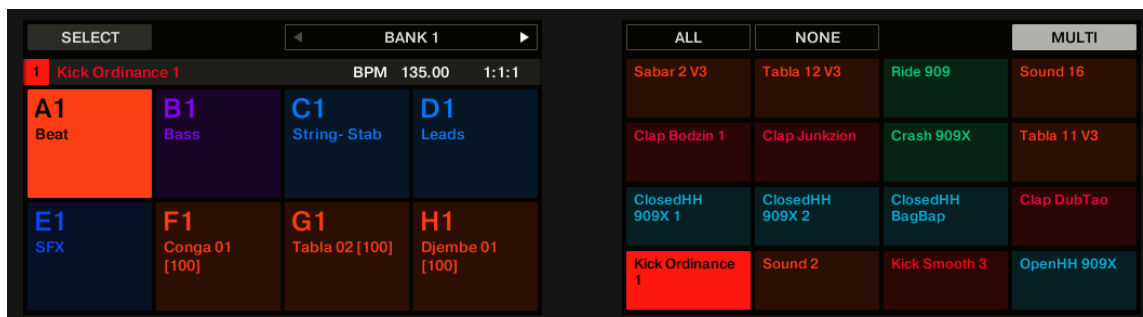 SELECT
◀ BANK 1 ▶
1 Kick Ordinance 1 BPM 135.00 1:1:1
A1
Beat
B1
Bass
C1
String- Stab
D1
Leads
E1
SFX
F1
Conga 01
[100]
G1
Tabla 02 [100]
H1
Djembe 01
[100]
ALL NONE MULTI
Sabar 2 V3
Tabla 12 V3
Ride 909
Sound 16
Clap Bodzin 1
Clap Junkzion
Crash 909X
Tabla 11 V3
ClosedHH
909X 1
ClosedHH
909X 2
ClosedHH
BagBap
Clap DubTao
Kick Ordinance
1
Sound 2
Kick Smooth 3
OpenHH 909X